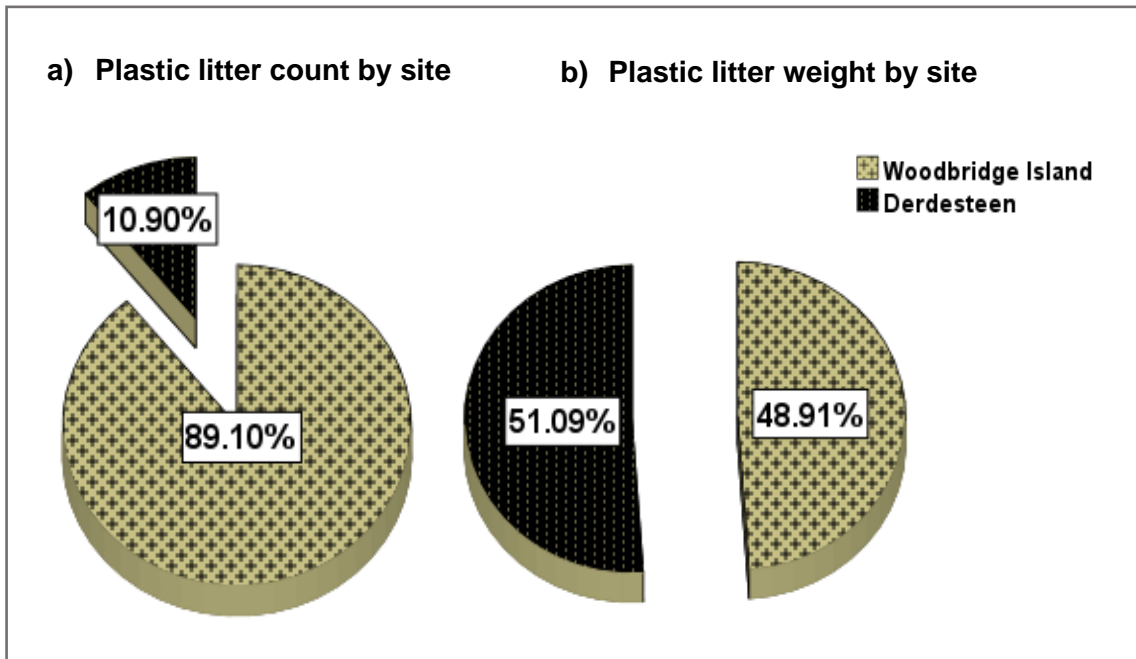 a) Plastic litter count by site
b) Plastic litter weight by site
Woodbridge Island
Derdesteen
10.90%
89.10%
51.09%
48.91%